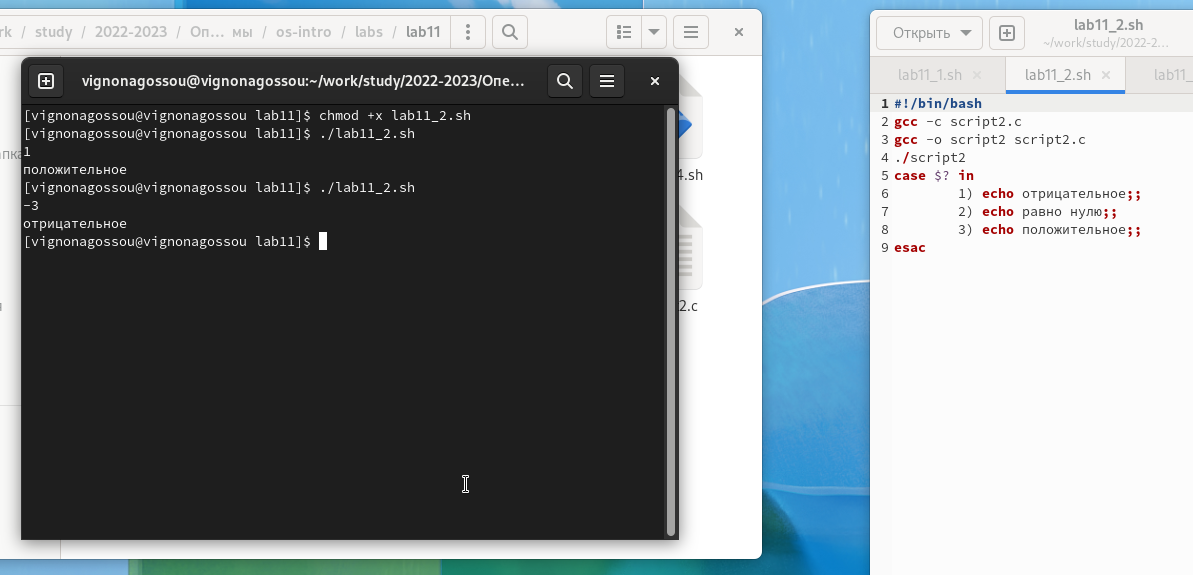 rk / study / 2022-2023 / Оп… мы / os-intro / labs / lab11
vignonagossou@vignonagossou:~/work/study/2022-2023/Опе...
[vignonagossou@vignonagossou lab11]$ chmod +x lab11_2.sh
[vignonagossou@vignonagossou lab11]$ ./lab11_2.sh
1
положительное
[vignonagossou@vignonagossou lab11]$ ./lab11_2.sh
-3
отрицательное
[vignonagossou@vignonagossou lab11]$
4.sh
2.c
Открыть
lab11_2.sh
~/work/study/2022-2…
lab11_1.sh
lab11_2.sh
lab11_
1 #!/bin/bash
2 gcc -c script2.c
3 gcc -o script2 script2.c
4 ./script2
5 case $? in
6 1) echo отрицательное;;
7 2) echo равно нулю;;
8 3) echo положительное;;
9 esac